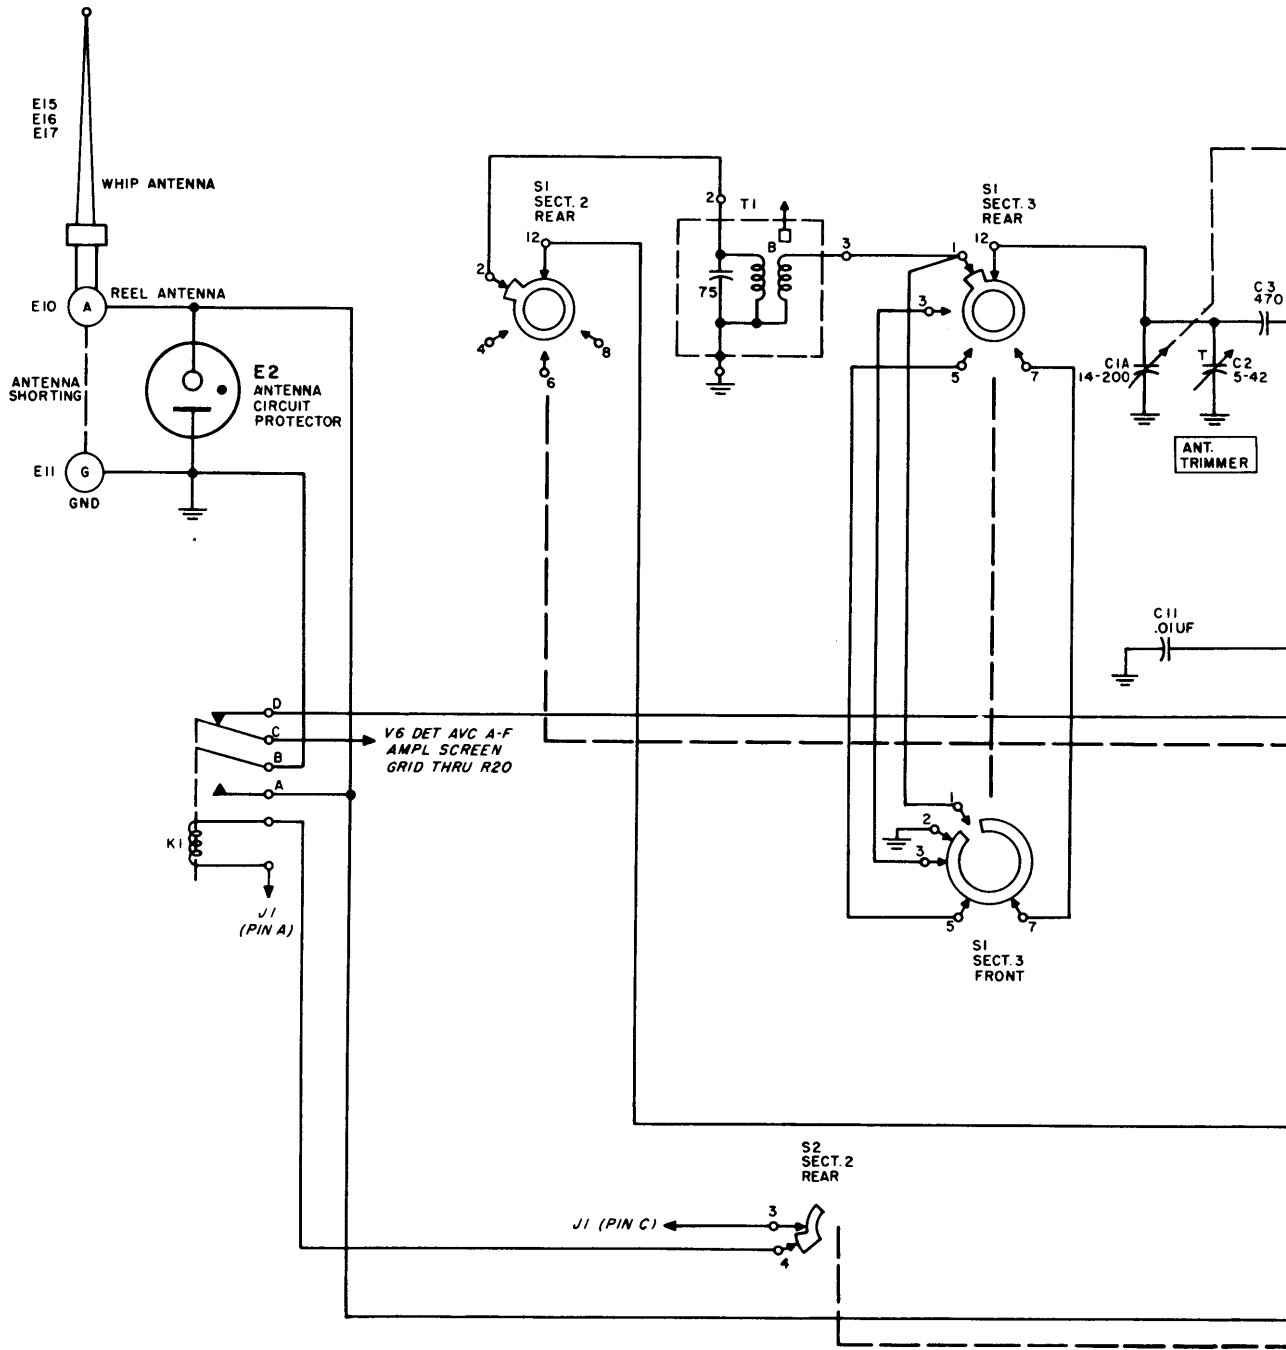 E15
E16
E17
WHIP ANTENNA
E10
A
REEL ANTENNA
ANTENNA
SHORTING
E2
ANTENNA
CIRCUIT
PROTECTOR
E11
G
GND
S1
SECT. 2
REAR
12
2
4
6
8
2
T1
B
75
3
S1
SECT. 3
REAR
12
1
3
5
7
C1A
14-200
T
C2
5-42
C3
470
ANT.
TRIMMER
C11
.01UF
D
C
B
A
V6 DET AVC A-F
AMPL SCREEN
GRID THRU R20
K1
J1
(PIN A)
1
2
3
5
7
S1
SECT. 3
FRONT
S2
SECT. 2
REAR
J1 (PIN C)
3
4